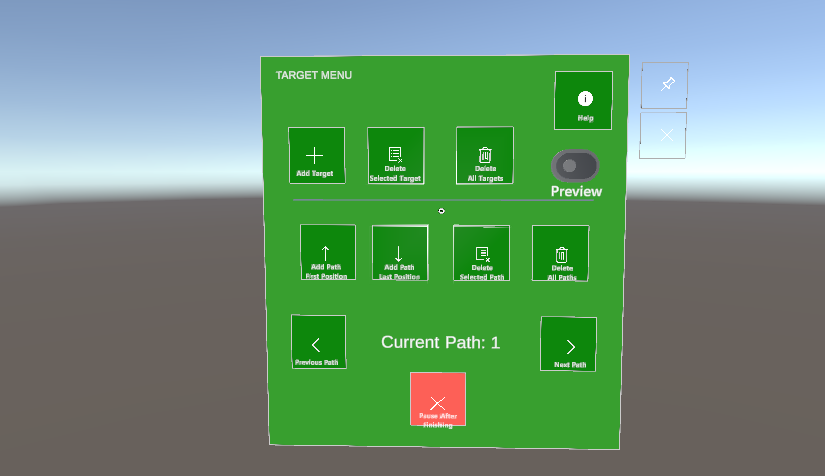 TARGET MENU
Help
Add Target
Delete
Selected Target
Delete
All Targets
Preview
Add Path
First Position
Add Path
Last Position
Delete
Selected Path
Delete
All Paths
Previous Path
Current Path: 1
Next Path
Pause After
Finishing